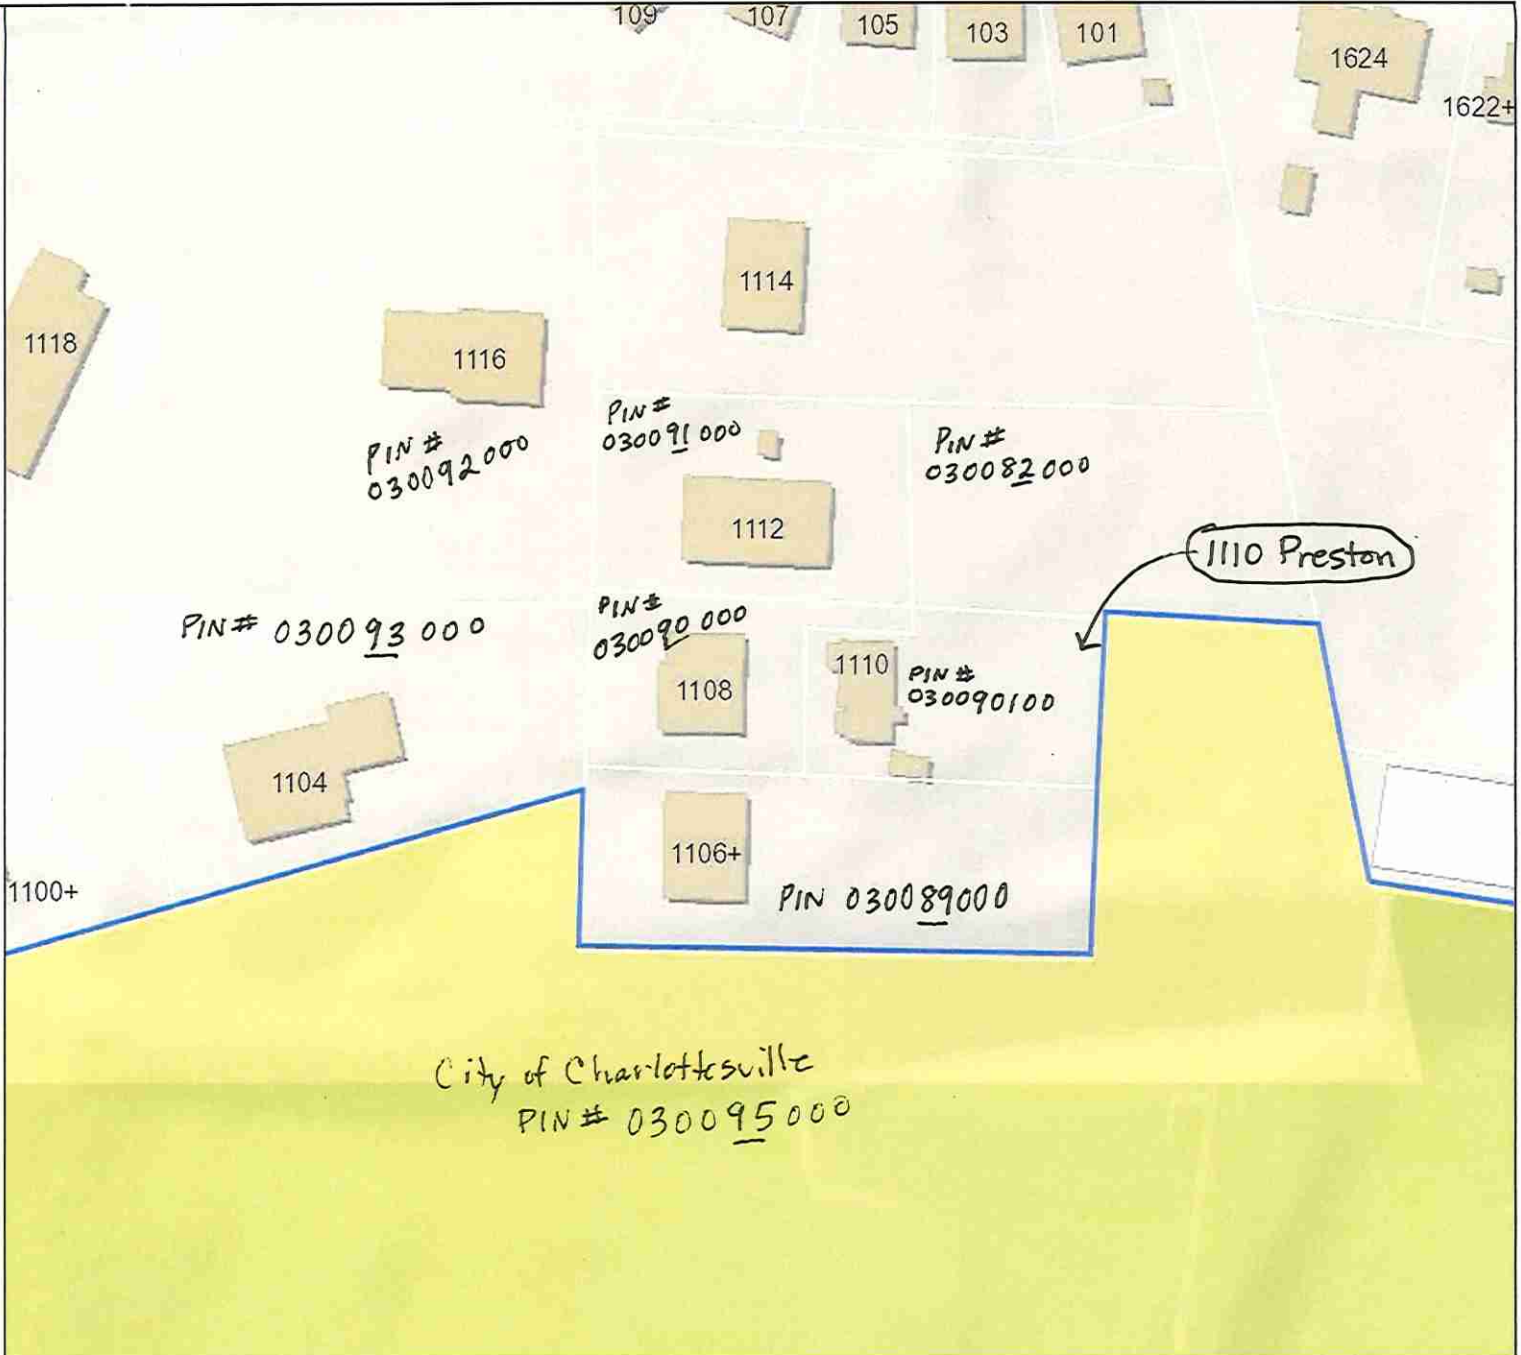 109
107
105
103
101
1624
1622+
1114
1118
1116
PIN #
030091000
PIN #
030092000
PIN #
030082000
1112
1110 Preston
PIN # 030093000
PIN #
030090000
1110
PIN #
030090100
1108
1104
1106+
1100+
PIN 030089000
City of Charlottesville
PIN # 030095000